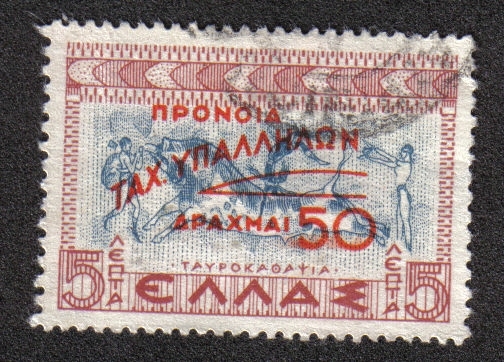 ΠΡΟΝΟΙΑ
ΤΑΧ. ΥΠΑΛΛΗΛΩΝ
ΔΡΑΧΜΑΙ 50
ΤΑΥΡΟΚΑΘΑΨΙΑ.
5 ΛΕΠΤΑ ΕΛΛΑΣ ΛΕΠΤΑ 5